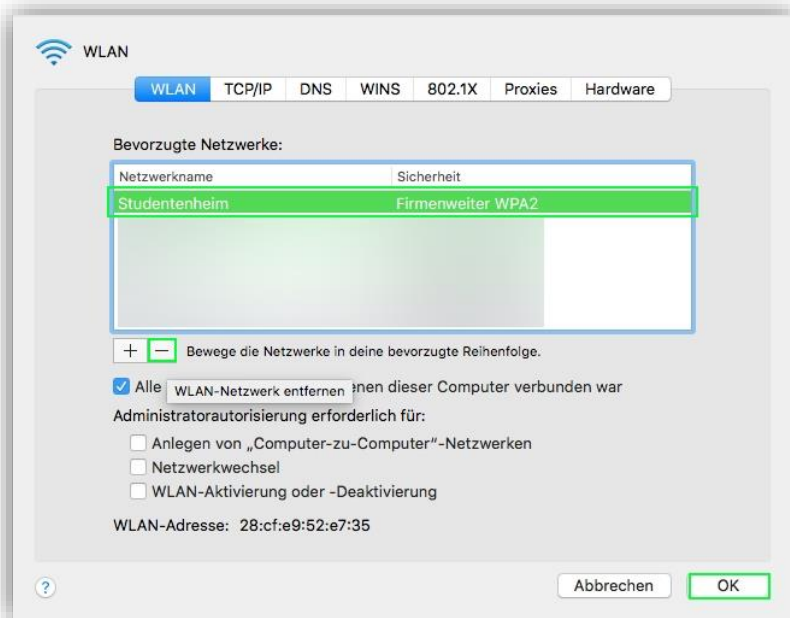 WLAN
WLAN TCP/IP DNS WINS 802.1X Proxies Hardware
Bevorzugte Netzwerke:
Netzwerkname Sicherheit
Studentenheim Firmenweiter WPA2
+ − Bewege die Netzwerke in deine bevorzugte Reihenfolge.
Alle enen dieser Computer verbunden war
WLAN-Netzwerk entfernen
Administratorautorisierung erforderlich für:
Anlegen von „Computer-zu-Computer"-Netzwerken
Netzwerkwechsel
WLAN-Aktivierung oder -Deaktivierung
WLAN-Adresse: 28:cf:e9:52:e7:35
? Abbrechen OK